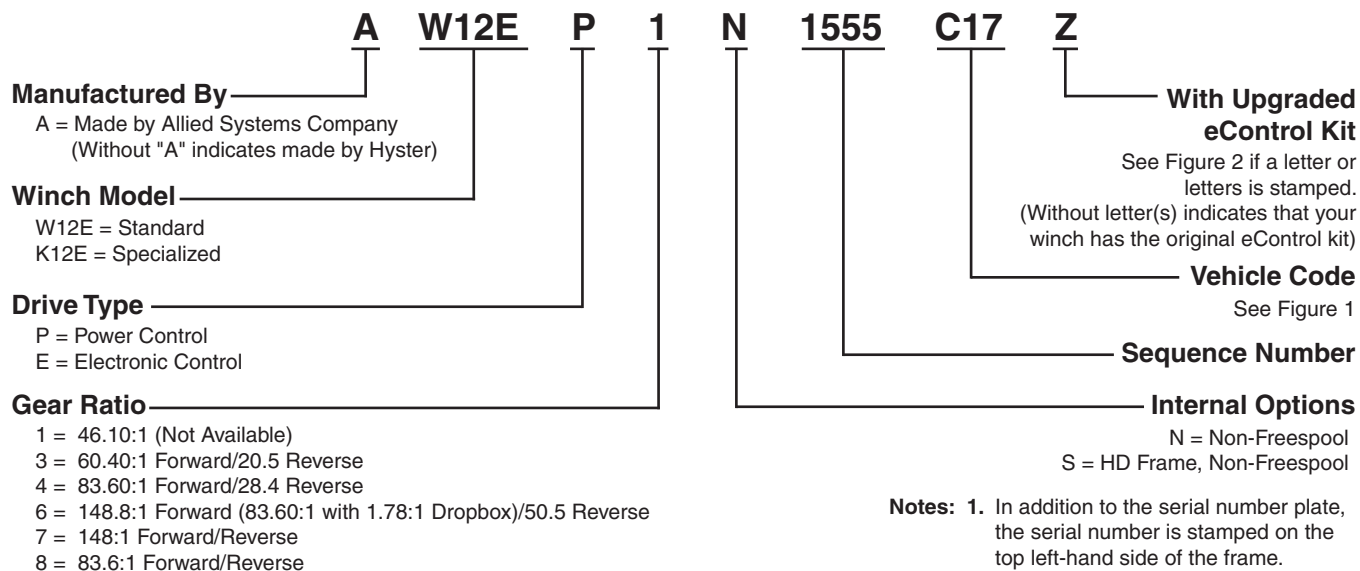 A W12E P 1 N 1555 C17 Z
Manufactured By
A = Made by Allied Systems Company
(Without "A" indicates made by Hyster)
Winch Model
W12E = Standard
K12E = Specialized
Drive Type
P = Power Control
E = Electronic Control
Gear Ratio
1 = 46.10:1 (Not Available)
3 = 60.40:1 Forward/20.5 Reverse
4 = 83.60:1 Forward/28.4 Reverse
6 = 148.8:1 Forward (83.60:1 with 1.78:1 Dropbox)/50.5 Reverse
7 = 148:1 Forward/Reverse
8 = 83.6:1 Forward/Reverse
With Upgraded
eControl Kit
See Figure 2 if a letter or
letters is stamped.
(Without letter(s) indicates that your
winch has the original eControl kit)
Vehicle Code
See Figure 1
Sequence Number
Internal Options
N = Non-Freespool
S = HD Frame, Non-Freespool
Notes: 1. In addition to the serial number plate,
the serial number is stamped on the
top left-hand side of the frame.